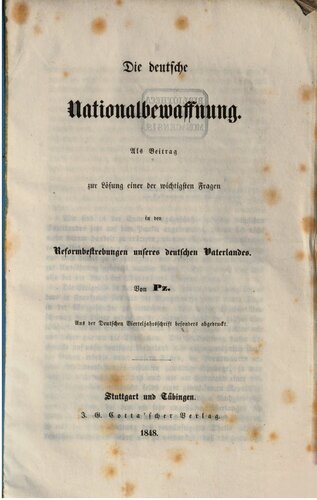 Die deutsche
Nationalbewaffnung.
Als Beitrag
zur Lösung einer der wichtigsten Fragen
in den
Reformbestrebungen unseres deutschen Vaterlandes.
Von Pz.
Aus der Deutschen Vierteljahrsschrift besonders abgedruckt.
Stuttgart und Tübingen.
J. G. Cotta'scher Verlag
1848.